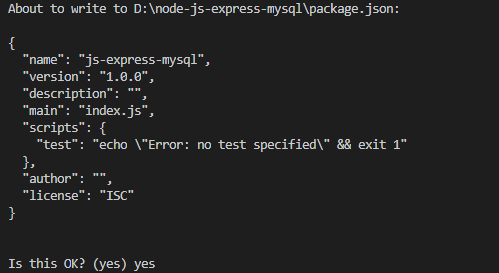 About to write to D:\node-js-express-mysql\package.json:

{
  "name": "js-express-mysql",
  "version": "1.0.0",
  "description": "",
  "main": "index.js",
  "scripts": {
    "test": "echo \"Error: no test specified\" && exit 1"
  },
  "author": "",
  "license": "ISC"
}

Is this OK? (yes) yes